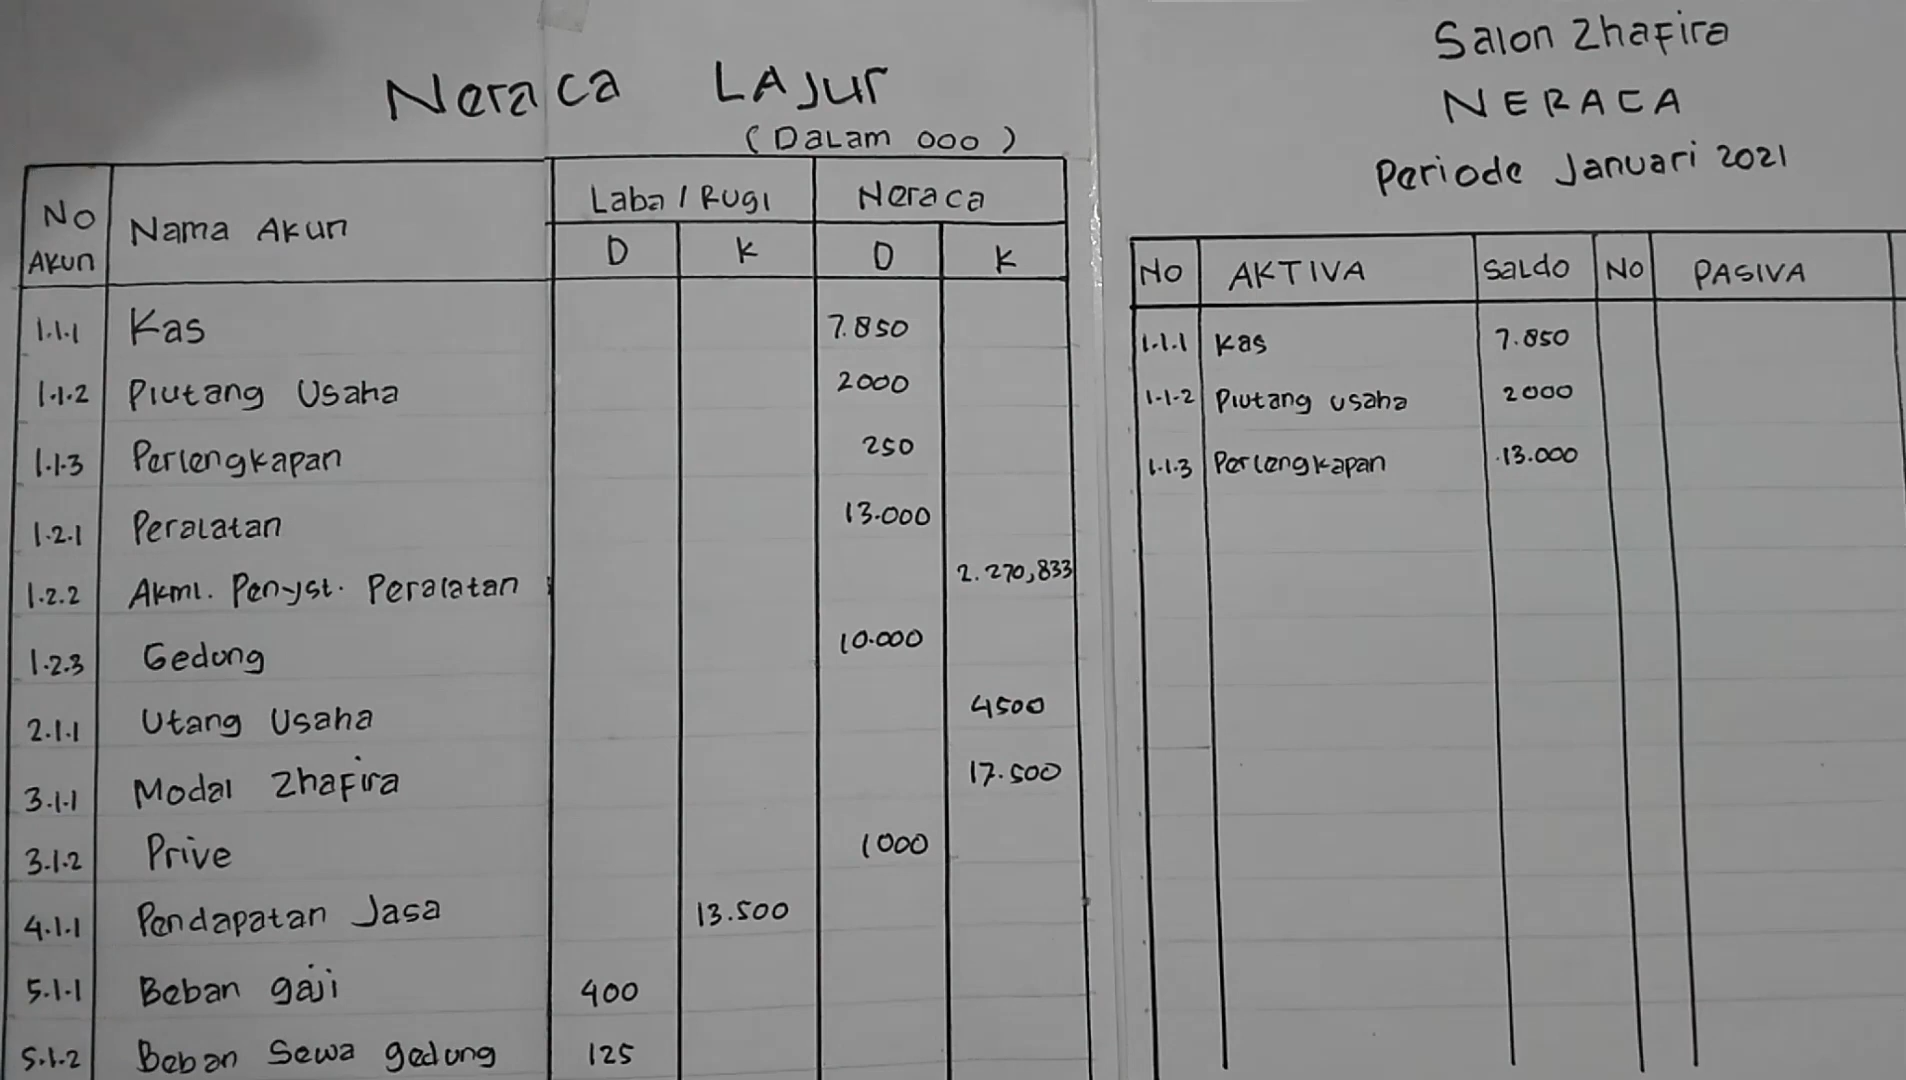 Neraca Lajur
(Dalam 000)
No Akun Nama Akun Laba / Rugi Neraca
D K D K
1.1.1 Kas 7.850
1.1.2 Piutang Usaha 2000
1.1.3 Perlengkapan 250
1.2.1 Peralatan 13.000
1.2.2 Akml. Penyst. Peralatan 2.270,833
1.2.3 Gedung 10.000
2.1.1 Utang Usaha 4500
3.1.1 Modal Zhafira 17.500
3.1.2 Prive 1000
4.1.1 Pendapatan Jasa 13.500
5.1.1 Beban gaji 400
5.1.2 Beban Sewa gedung 125
Salon Zhafira
NERACA
Periode Januari 2021
No AKTIVA Saldo No PASIVA
1.1.1 Kas 7.850
1.1.2 Piutang usaha 2000
1.1.3 Perlengkapan 13.000